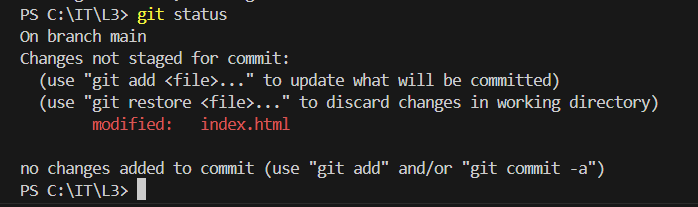 PS C:\IT\L3> git status
On branch main
Changes not staged for commit:
  (use "git add <file>..." to update what will be committed)
  (use "git restore <file>..." to discard changes in working directory)
        modified:   index.html

no changes added to commit (use "git add" and/or "git commit -a")
PS C:\IT\L3>